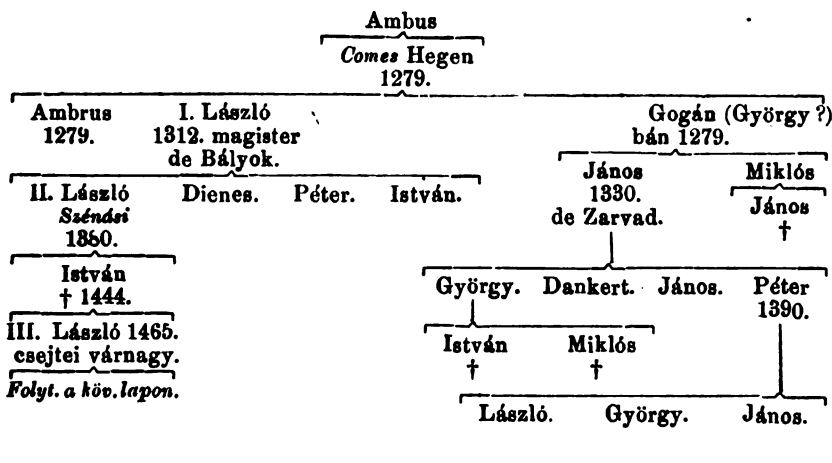 Ambus
Comes Hegen
1279.
Ambrus I. László Gogán (György ?)
1279. 1312. magister bán 1279.
de Bályok.
János Miklós
II. László Dienes. Péter. István. 1330. János
Szénási de Zarvad. †
1380.
István György. Dankert. János. Péter
† 1444. 1390.
III. László 1465. István Miklós
csejtei várnagy. † †
Folyt. a köv. lapon.
László. György. János.